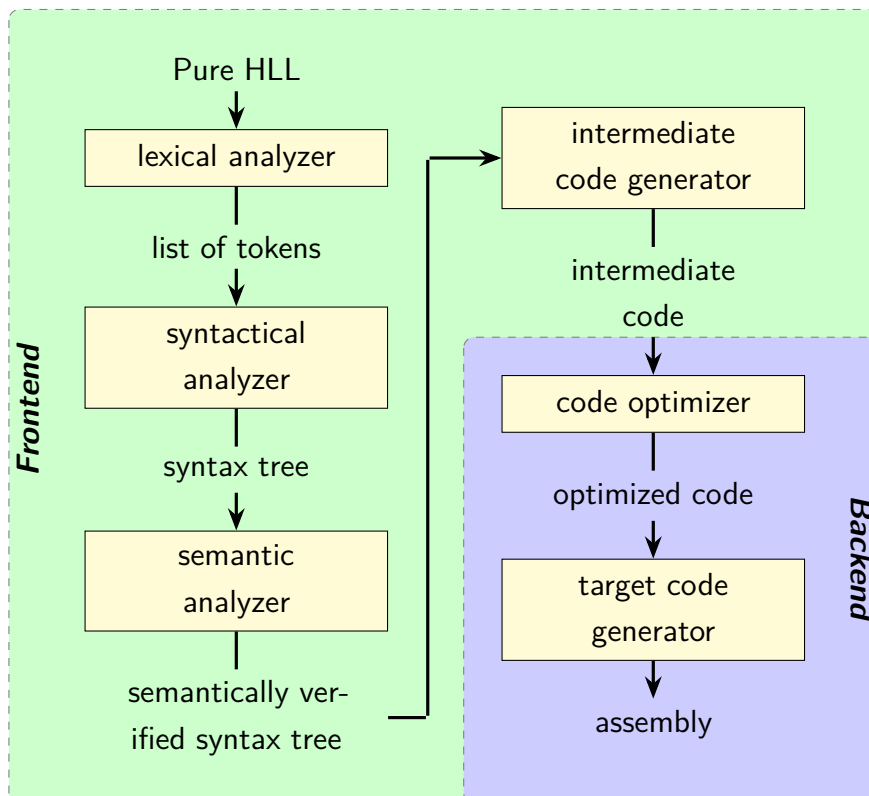 Pure HLL
lexical analyzer
list of tokens
syntactical
analyzer
syntax tree
semantic
analyzer
semantically ver-
ified syntax tree
Frontend
intermediate
code generator
intermediate
code
code optimizer
optimized code
target code
generator
assembly
Backend